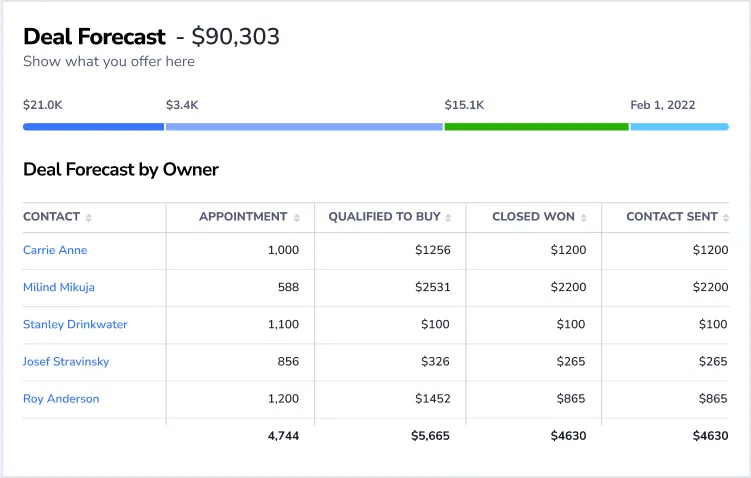 Deal Forecast - $90,303
Show what you offer here
$21.0K $3.4K $15.1K Feb 1, 2022
Deal Forecast by Owner
CONTACT APPOINTMENT QUALIFIED TO BUY CLOSED WON CONTACT SENT
Carrie Anne 1,000 $1256 $1200 $1200
Milind Mikuja 588 $2531 $2200 $2200
Stanley Drinkwater 1,100 $100 $100 $100
Josef Stravinsky 856 $326 $265 $265
Roy Anderson 1,200 $1452 $865 $865
4,744 $5,665 $4630 $4630